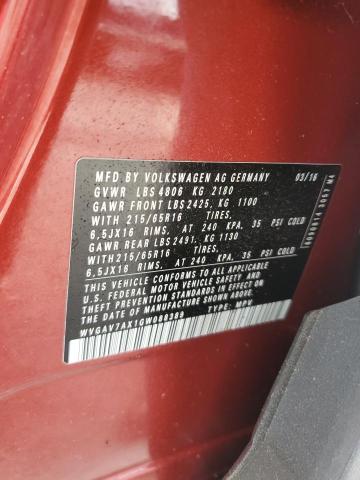 MFD BY VOLKSWAGEN AG GERMANY 03/16
GVWR LBS 4806 KG 2180
GAWR FRONT LBS 2425, KG 1100
WITH 215/65R16 TIRES.
6,5JX16 RIMS. AT 240 KPA, 35 PSI COLD
GAWR REAR LBS 2491. KG 1130
WITH 215/65R16 TIRES.
6,5JX16 RIMS. AT 240 KPA, 35 PSI
THIS VEHICLE CONFORMS TO ALL APPLICABLE
U.S. FEDERAL MOTOR VEHICLE SAFETY AND
THEFT PREVENTION STANDARDS IN EFFECT ON
THE DATE OF MANUFACTURE SHOWN ABOVE
TYPE: MPV